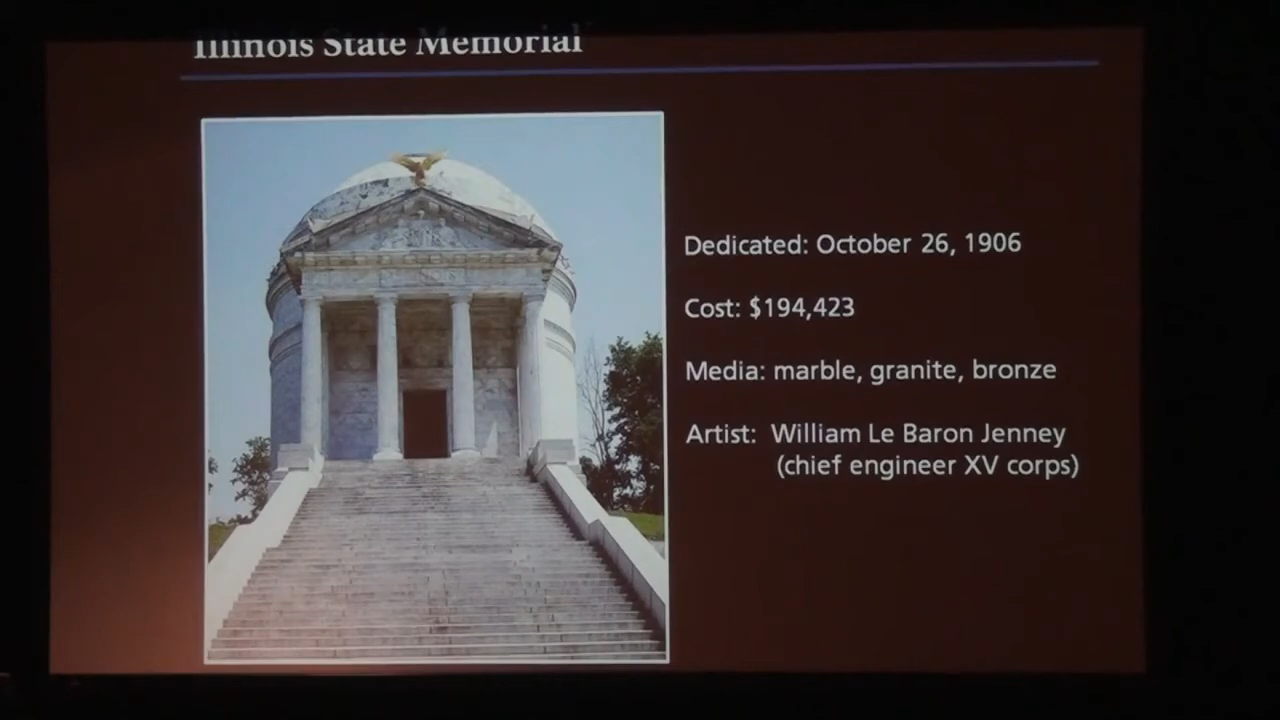 Illinois State Memorial
Dedicated: October 26, 1906
Cost: $194,423
Media: marble, granite, bronze
Artist: William Le Baron Jenney
(chief engineer XV corps)